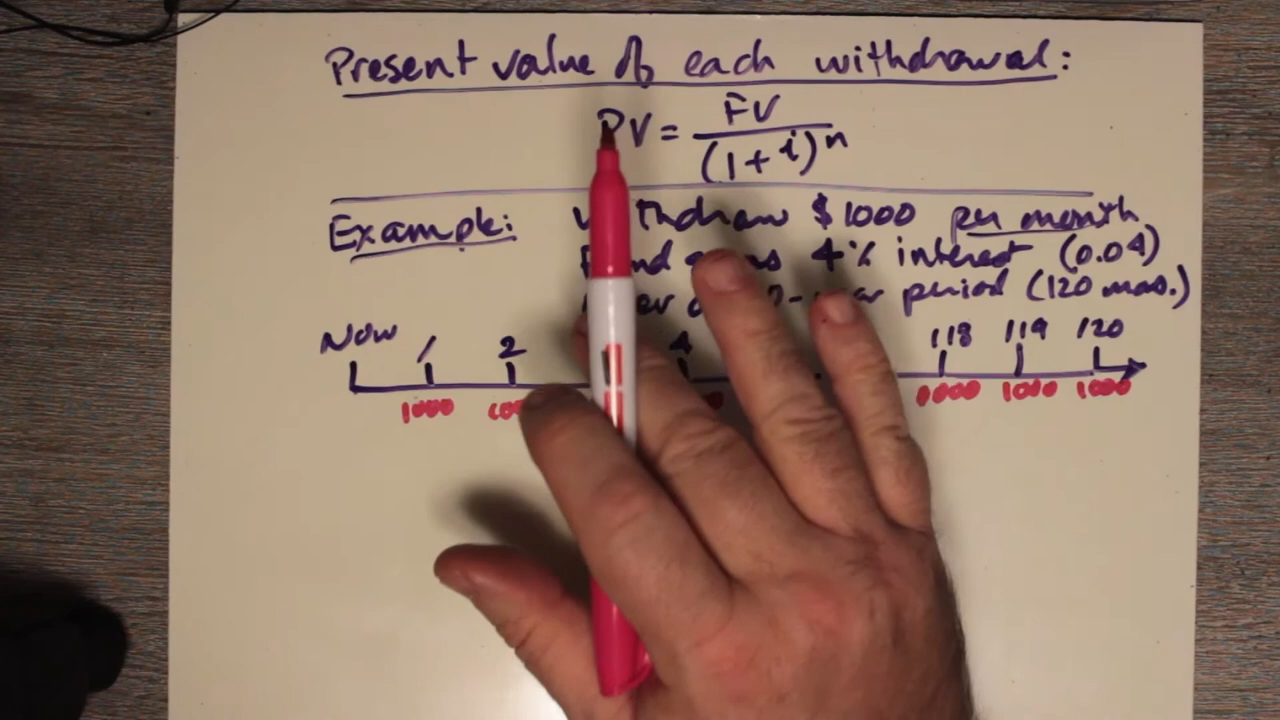 Present value of each withdrawal:
PV = FV / (1 + i)^n
Example: Withdraw $1000 per month
4% interest (0.04)
period (120 mos.)
Now 1 2 4 118 119 120
1000 1000 1000 1000